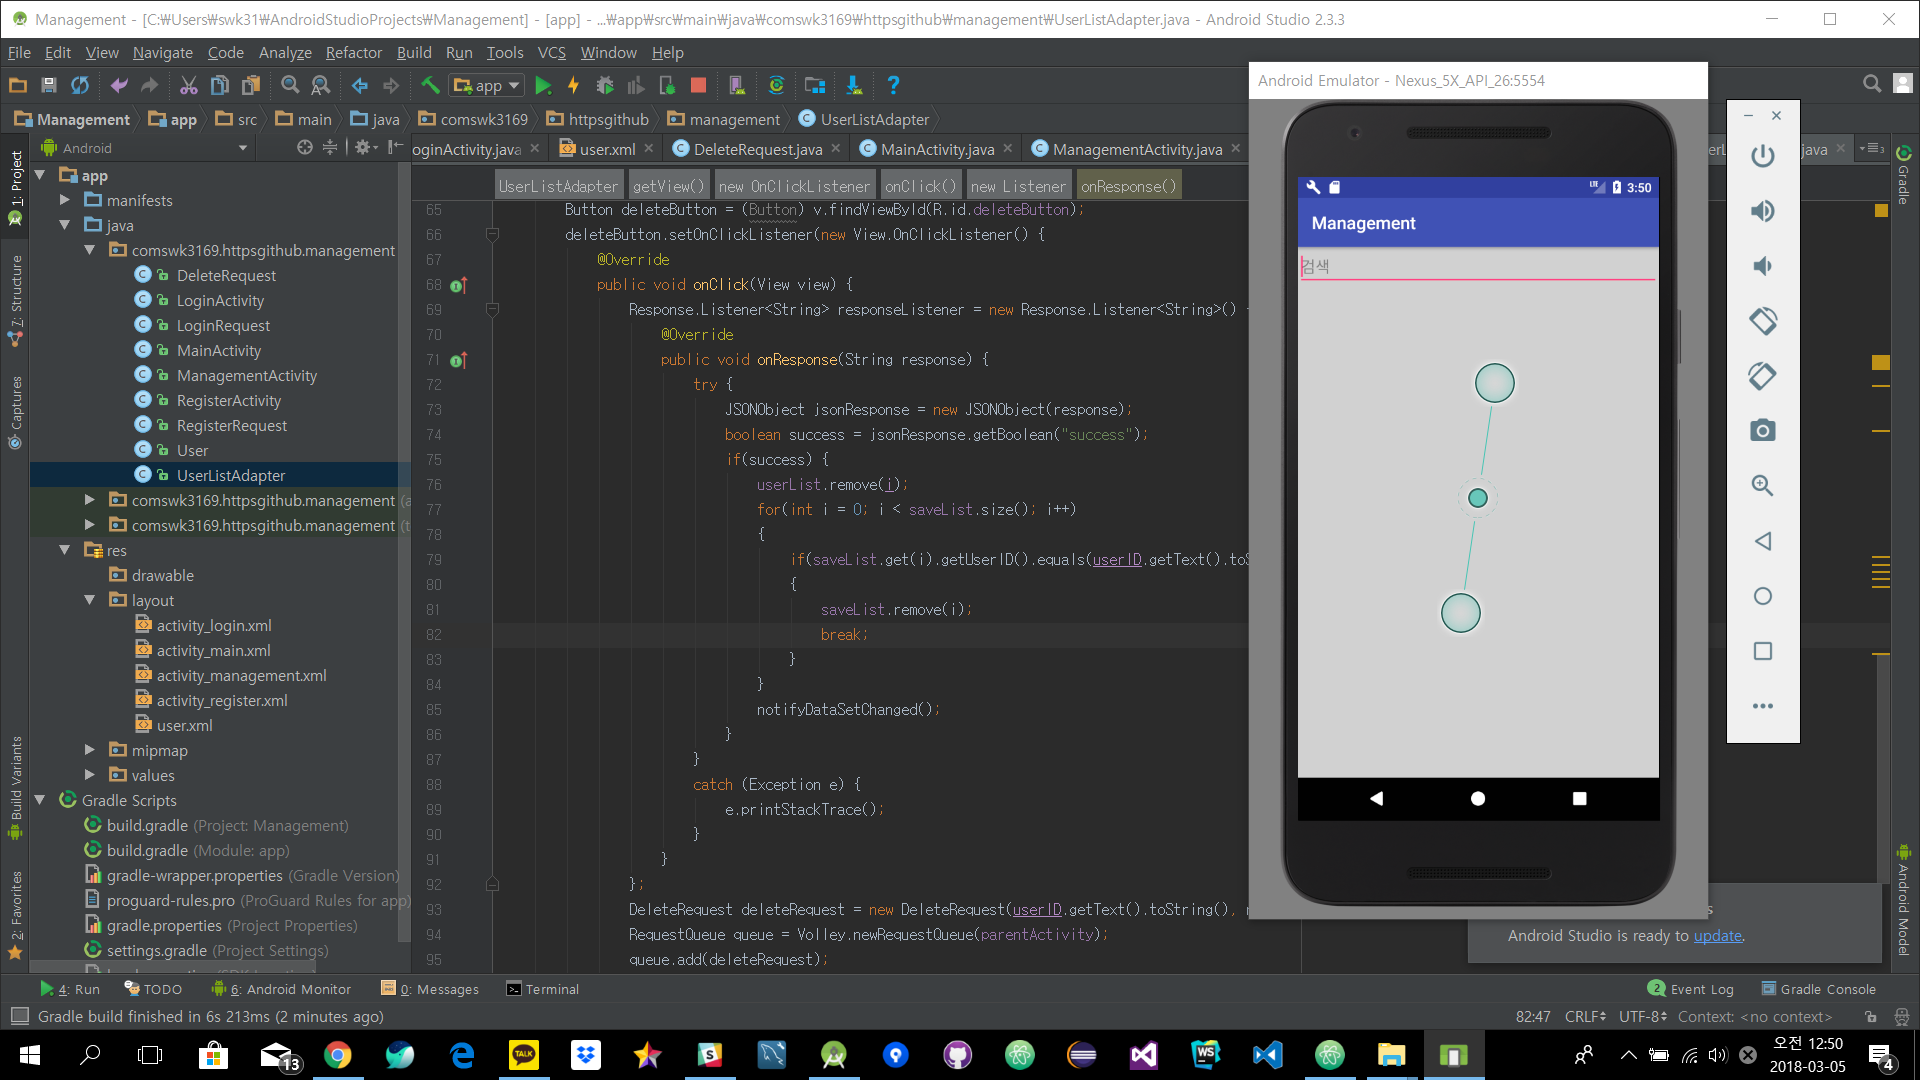 Management - [C:₩Users₩swk31₩AndroidStudioProjects₩Management] - [app] - ...₩app₩src₩main₩java₩comswk3169₩httpsgithub₩management₩UserListAdapter.java - Android Studio 2.3.3
File Edit View Navigate Code Analyze Refactor Build Run Tools VCS Window Help
app
Management app src main java comswk3169 httpsgithub management UserListAdapter
Android
oginActivity.java user.xml DeleteRequest.java MainActivity.java ManagementActivity.java java
UserListAdapter getView() new OnClickListener onClick() new Listener onResponse()
1: Project
7: Structure
Captures
Build Variants
2: Favorites
app
manifests
java
comswk3169.httpsgithub.management
DeleteRequest
LoginActivity
LoginRequest
MainActivity
ManagementActivity
RegisterActivity
RegisterRequest
User
UserListAdapter
comswk3169.httpsgithub.management (a
comswk3169.httpsgithub.management (t
res
drawable
layout
activity_login.xml
activity_main.xml
activity_management.xml
activity_register.xml
user.xml
mipmap
values
Gradle Scripts
build.gradle (Project: Management)
build.gradle (Module: app)
gradle-wrapper.properties (Gradle Version)
proguard-rules.pro (ProGuard Rules for app)
gradle.properties (Project Properties)
settings.gradle (Project Settings)
65 Button deleteButton = (Button) v.findViewById(R.id.deleteButton);
66 deleteButton.setOnClickListener(new View.OnClickListener() {
67 @Override
68 public void onClick(View view) {
69 Response.Listener<String> responseListener = new Response.Listener<String>()
70 @Override
71 public void onResponse(String response) {
72 try {
73 JSONObject jsonResponse = new JSONObject(response);
74 boolean success = jsonResponse.getBoolean("success");
75 if(success) {
76 userList.remove(i);
77 for(int i = 0; i < saveList.size(); i++)
78 {
79 if(saveList.get(i).getUserID().equals(userID.getText().toS
80 {
81 saveList.remove(i);
82 break;
83 }
84 }
85 notifyDataSetChanged();
86 }
87 }
88 catch (Exception e) {
89 e.printStackTrace();
90 }
91 }
92 };
93 DeleteRequest deleteRequest = new DeleteRequest(userID.getText().toString(),
94 RequestQueue queue = Volley.newRequestQueue(parentActivity);
95 queue.add(deleteRequest);
Android Emulator - Nexus_5X_API_26:5554
LTE 3:50
Management
검색
Gradle
Android Model
Android Studio is ready to update.
4: Run TODO 6: Android Monitor 0: Messages Terminal 2 Event Log Gradle Console
Gradle build finished in 6s 213ms (2 minutes ago) 82:47 CRLF UTF-8 Context: <no context>
13 TALK WS 오전 12:50
2018-03-05 4